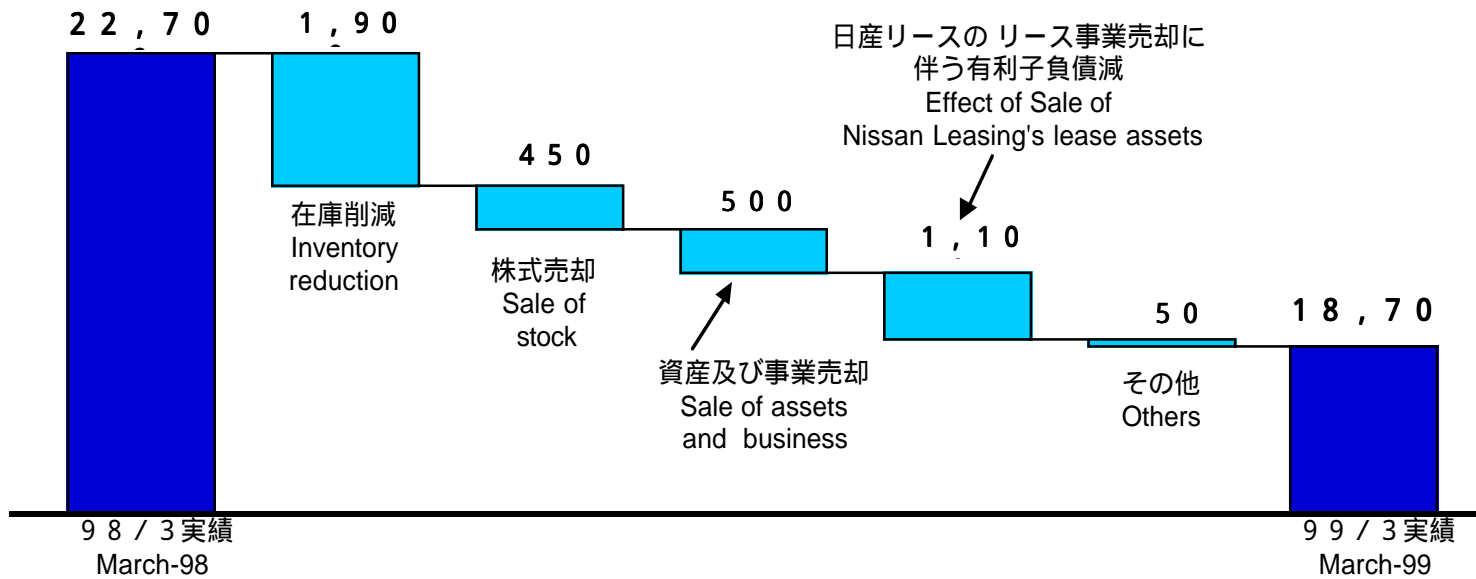 22,70
1,90
450
500
1,10
50
18,70
日産リースの リース事業売却に
伴う有利子負債減
Effect of Sale of
Nissan Leasing's lease assets
在庫削減
Inventory
reduction
株式売却
Sale of
stock
資産及び事業売却
Sale of assets
and business
その他
Others
98/3実績
March-98
99/3実績
March-99